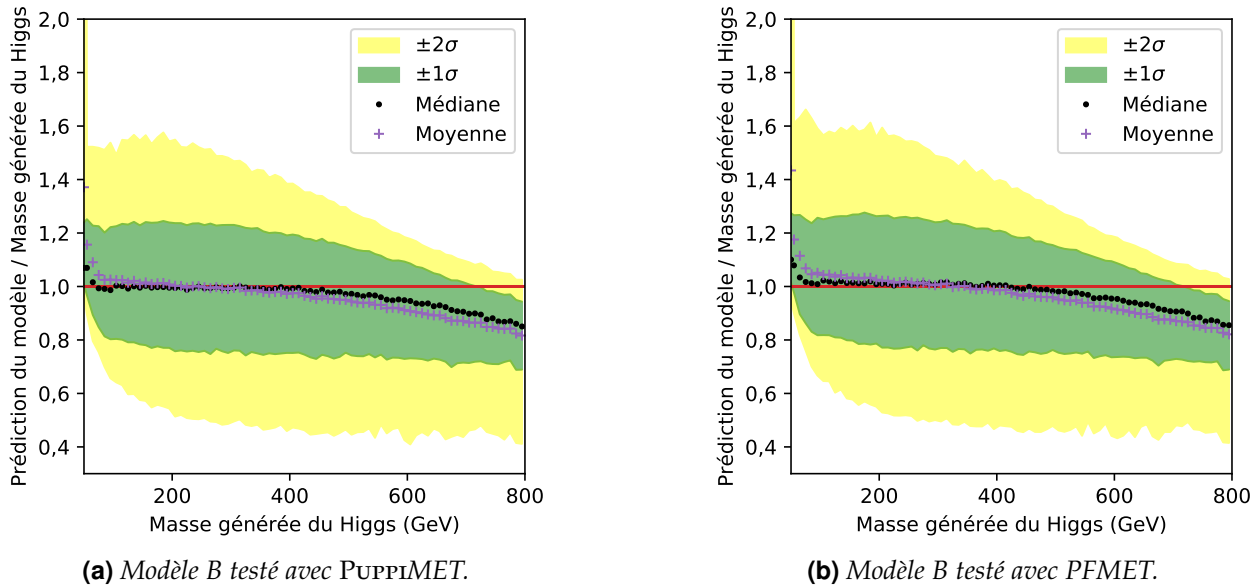 Prédiction du modèle / Masse générée du Higgs
2,0
1,8
1,6
1,4
1,2
1,0
0,8
0,6
0,4
±2σ
±1σ
Médiane
Moyenne
200 400 600 800
Masse générée du Higgs (GeV)
(a) Modèle B testé avec PUPPIMET.
Prédiction du modèle / Masse générée du Higgs
2,0
1,8
1,6
1,4
1,2
1,0
0,8
0,6
0,4
±2σ
±1σ
Médiane
Moyenne
200 400 600 800
Masse générée du Higgs (GeV)
(b) Modèle B testé avec PFMET.